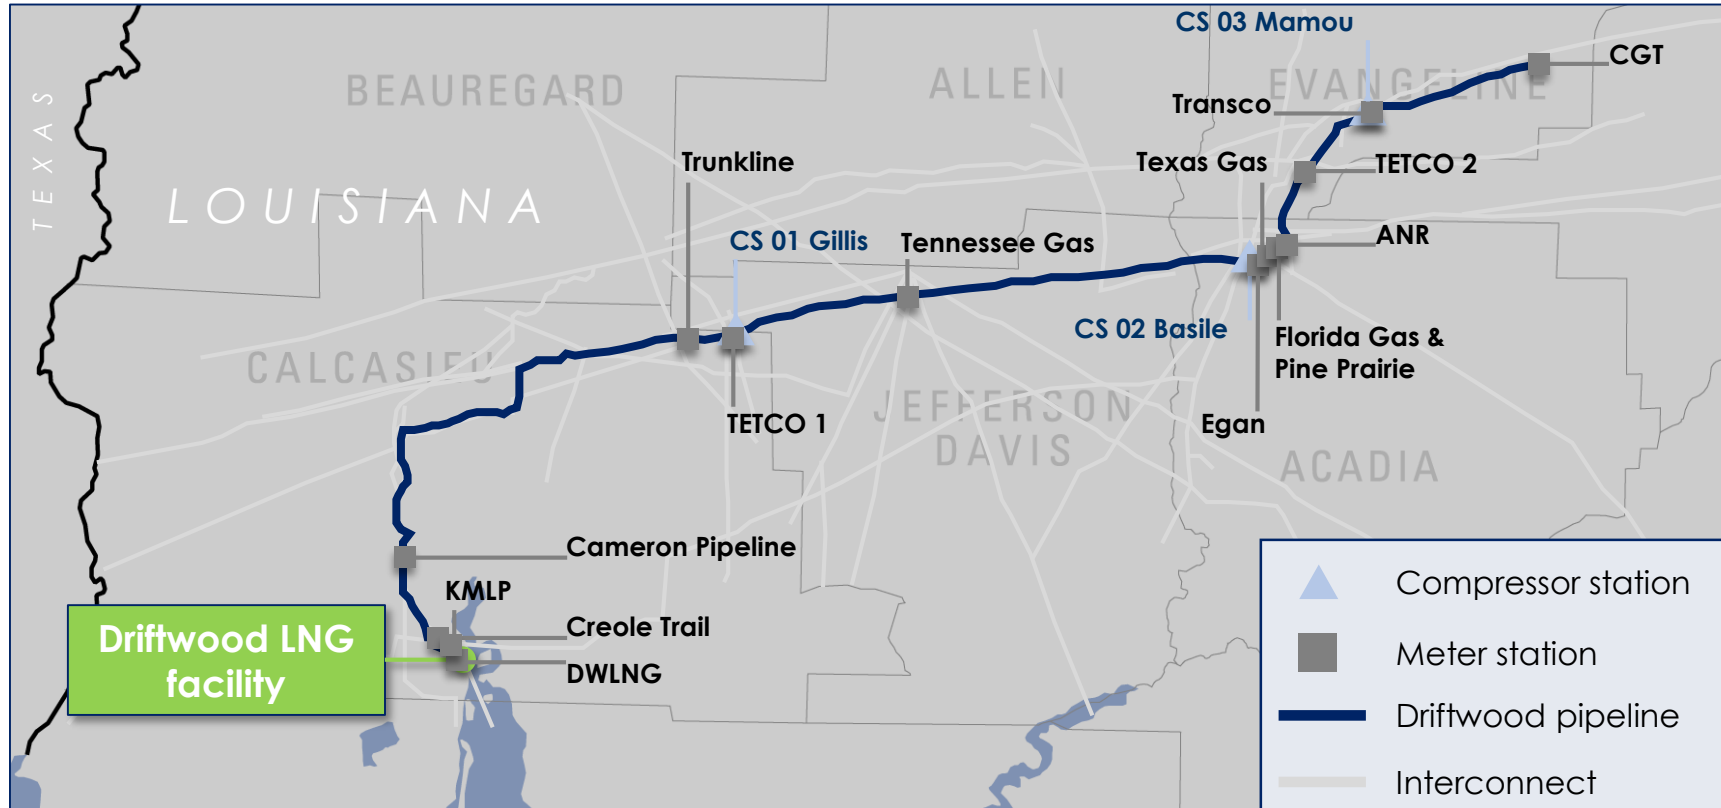 CS 03 Mamou
CGT
BEAUREGARD
ALLEN
EVANGELINE
TEXAS
Transco
Trunkline
Texas Gas
TETCO 2
LOUISIANA
CS 01 Gillis
Tennessee Gas
ANR
CS 02 Basile
Florida Gas &
Pine Prairie
CALCASIEU
JEFFERSON
DAVIS
TETCO 1
Egan
ACADIA
Cameron Pipeline
KMLP
Creole Trail
DWLNG
Driftwood LNG
facility
Compressor station
Meter station
Driftwood pipeline
Interconnect